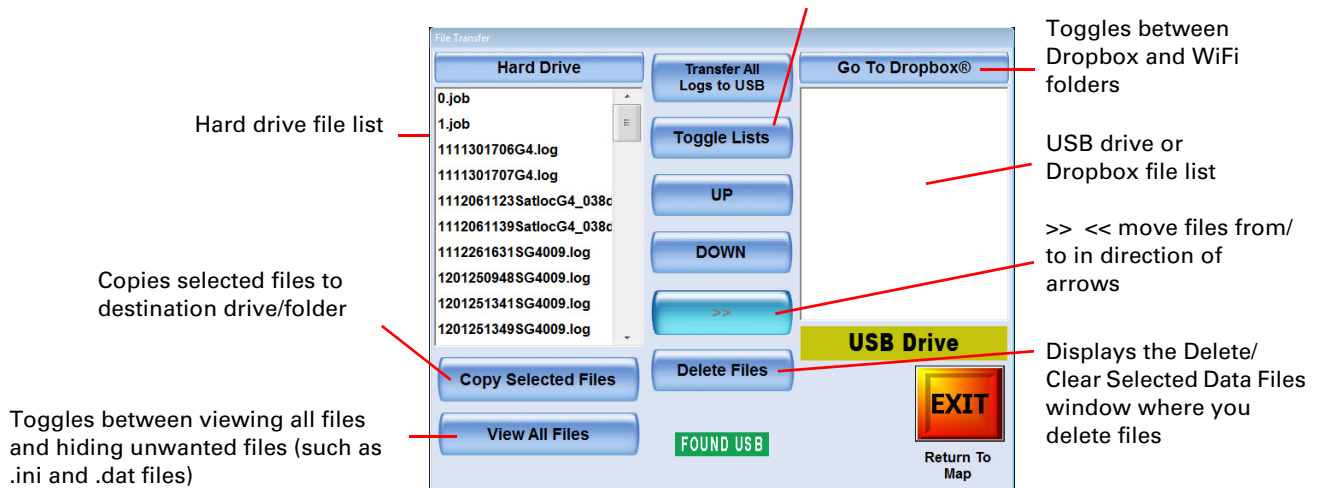 File Transfer
Hard Drive
0.job
1.job
1111301706G4.log
1111301707G4.log
1112061123SatlocG4_038c
1112061139SatlocG4_038c
1112261631SG4009.log
1201250948SG4009.log
1201251341SG4009.log
1201251349SG4009.log
Copy Selected Files
View All Files
Transfer All
Logs to USB
Toggle Lists
UP
DOWN
>>
Delete Files
FOUND USB
Go To Dropbox®
USB Drive
EXIT
Return To
Map
Hard drive file list
Copies selected files to
destination drive/folder
Toggles between viewing all files
and hiding unwanted files (such as
.ini and .dat files)
Toggles between
Dropbox and WiFi
folders
USB drive or
Dropbox file list
>> << move files from/
to in direction of
arrows
Displays the Delete/
Clear Selected Data Files
window where you
delete files